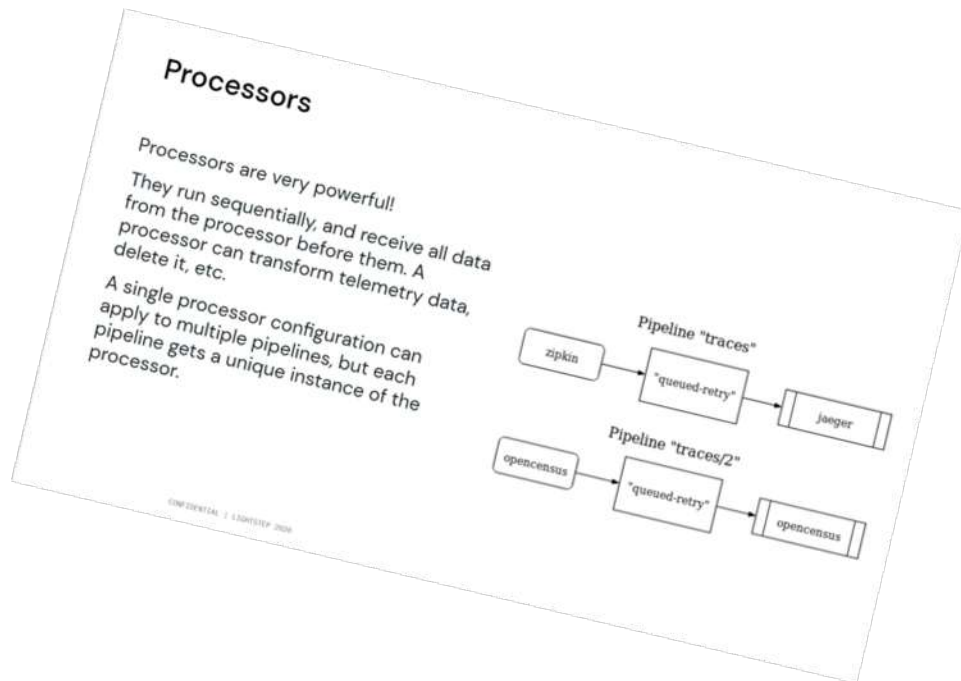 Processors
Processors are very powerful!
They run sequentially, and receive all data
from the processor before them. A
processor can transform telemetry data,
delete it, etc.
A single processor configuration can
apply to multiple pipelines, but each
pipeline gets a unique instance of the
processor.
Pipeline "traces"
zipkin
"queued-retry"
jaeger
Pipeline "traces/2"
opencensus
"queued-retry"
opencensus
CONFIDENTIAL | LIGHTSTEP 2020